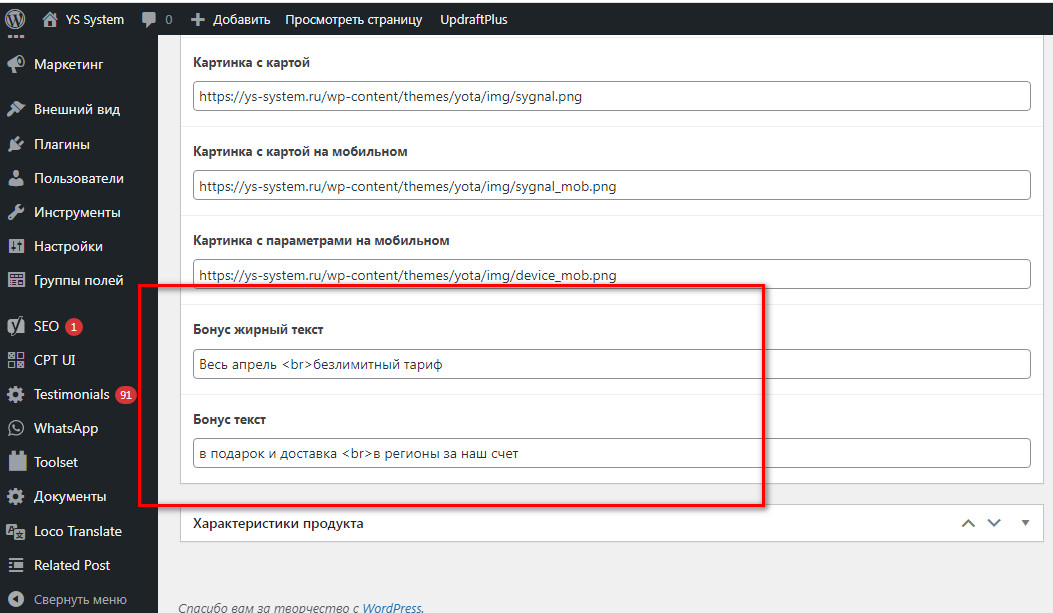 YS System 0 Добавить Просмотреть страницу UpdraftPlus
Маркетинг
Внешний вид
Плагины
Пользователи
Инструменты
Настройки
Группы полей
SEO 1
CPT UI
Testimonials 91
WhatsApp
Toolset
Документы
Loco Translate
Related Post
Свернуть меню
Картинка с картой
https://ys-system.ru/wp-content/themes/yota/img/sygnal.png
Картинка с картой на мобильном
https://ys-system.ru/wp-content/themes/yota/img/sygnal_mob.png
Картинка с параметрами на мобильном
https://ys-system.ru/wp-content/themes/yota/img/device_mob.png
Бонус жирный текст
Весь апрель <br>безлимитный тариф
Бонус текст
в подарок и доставка <br>в регионы за наш счет
Характеристики продукта
Спасибо вам за творчество с WordPress.